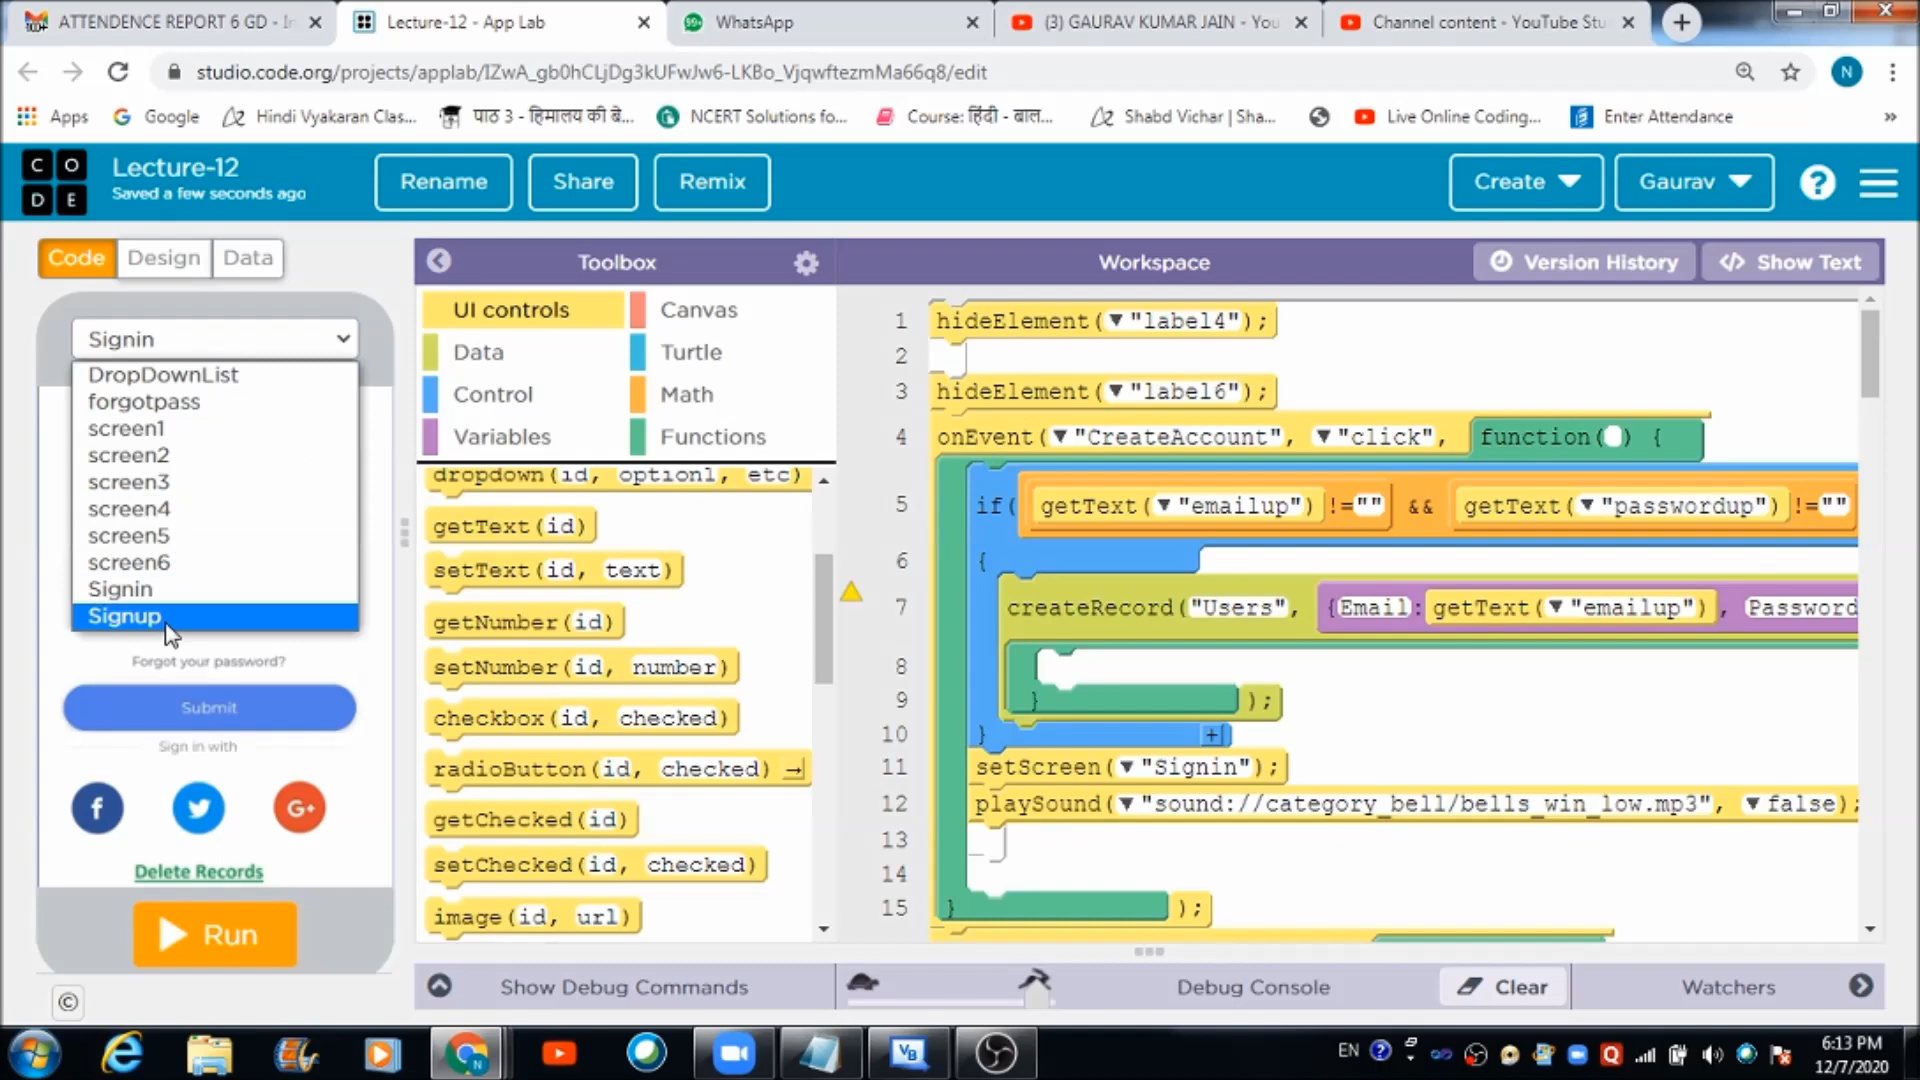 ATTENDENCE REPORT 6 GD - In
Lecture-12 - App Lab
99+ WhatsApp
(3) GAURAV KUMAR JAIN - You
Channel content - YouTube Stu
studio.code.org/projects/applab/IZwA_gb0hCLjDg3kUFwJw6-LKBo_VjqwftezmMa66q8/edit
N
Apps
Google
Hindi Vyakaran Clas...
पाठ 3 - हिमालय की बे...
NCERT Solutions fo...
Course: हिंदी - बाल...
Shabd Vichar | Sha...
Live Online Coding...
Enter Attendance
»
C O D E
Lecture-12
Saved a few seconds ago
Rename
Share
Remix
Create
Gaurav
?
Code
Design
Data
Toolbox
Workspace
Version History
</> Show Text
Signin
DropDownList
forgotpass
screen1
screen2
screen3
screen4
screen5
screen6
Signin
Signup
Forgot your password?
Submit
Sign in with
f
G+
Delete Records
Run
©
UI controls
Canvas
Data
Turtle
Control
Math
Variables
Functions
dropdown(id, option1, etc)
getText(id)
setText(id, text)
getNumber(id)
setNumber(id, number)
checkbox(id, checked)
radioButton(id, checked) →
getChecked(id)
setChecked(id, checked)
image(id, url)
1 hideElement(▼"label4");
2
3 hideElement(▼"label6");
4 onEvent(▼"CreateAccount", ▼"click", function( ) {
5 if( getText(▼"emailup") !="" && getText(▼"passwordup") !=""
6 {
7 createRecord("Users", {Email:getText(▼"emailup"), Password
8
9 } );
10 } +
11 setScreen(▼"Signin");
12 playSound(▼"sound://category_bell/bells_win_low.mp3", ▼false);
13
14
15 } );
Show Debug Commands
Debug Console
Clear
Watchers
VB
EN
6:13 PM
12/7/2020